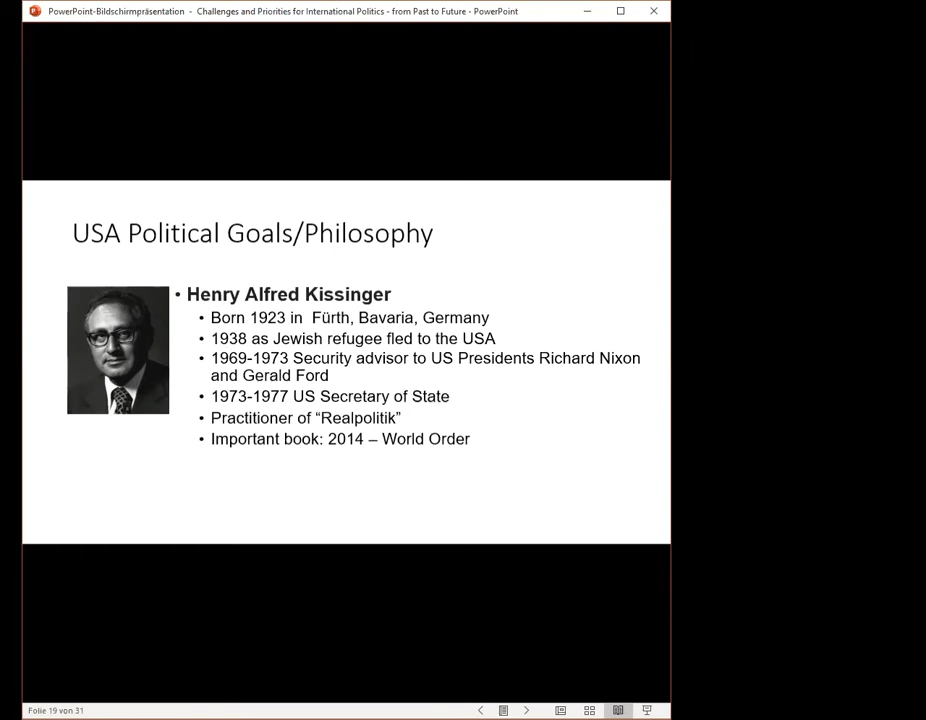 PowerPoint-Bildschirmpräsentation - Challenges and Priorities for International Politics - from Past to Future - PowerPoint
USA Political Goals/Philosophy
• Henry Alfred Kissinger
• Born 1923 in  Fürth, Bavaria, Germany
• 1938 as Jewish refugee fled to the USA
• 1969-1973 Security advisor to US Presidents Richard Nixon
and Gerald Ford
• 1973-1977 US Secretary of State
• Practitioner of “Realpolitik”
• Important book: 2014 – World Order
Folie 19 von 31